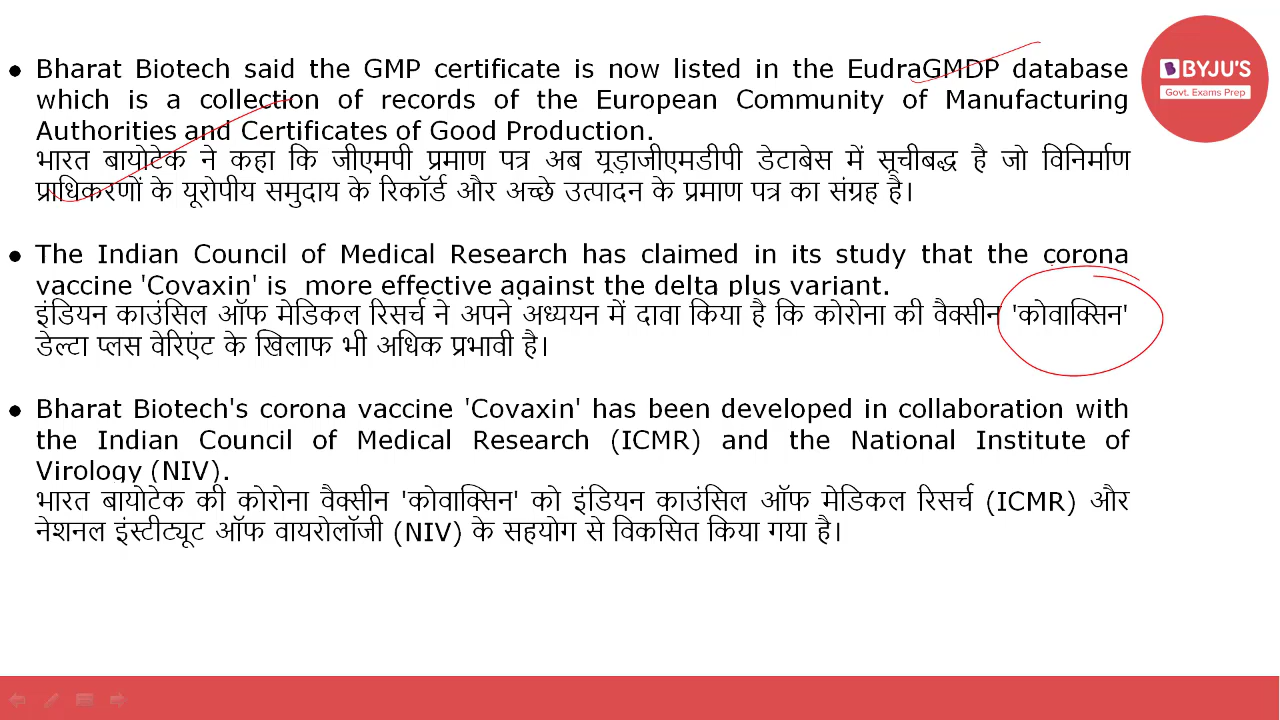 • Bharat Biotech said the GMP certificate is now listed in the EudraGMDP database
which is a collection of records of the European Community of Manufacturing
Authorities and Certificates of Good Production.
भारत बायोटेक ने कहा कि जीएमपी प्रमाण पत्र अब यूड्राजीएमडीपी डेटाबेस में सूचीबद्ध है जो विनिर्माण
प्राधिकरणों के यूरोपीय समुदाय के रिकॉर्ड और अच्छे उत्पादन के प्रमाण पत्र का संग्रह है।
• The Indian Council of Medical Research has claimed in its study that the corona
vaccine 'Covaxin' is more effective against the delta plus variant.
इंडियन काउंसिल ऑफ मेडिकल रिसर्च ने अपने अध्ययन में दावा किया है कि कोरोना की वैक्सीन 'कोवाक्सिन'
डेल्टा प्लस वेरिएंट के खिलाफ भी अधिक प्रभावी है।
• Bharat Biotech's corona vaccine 'Covaxin' has been developed in collaboration with
the Indian Council of Medical Research (ICMR) and the National Institute of
Virology (NIV).
भारत बायोटेक की कोरोना वैक्सीन 'कोवाक्सिन' को इंडियन काउंसिल ऑफ मेडिकल रिसर्च (ICMR) और
नेशनल इंस्टीट्यूट ऑफ वायरोलॉजी (NIV) के सहयोग से विकसित किया गया है।
BYJU'S
Govt. Exams Prep